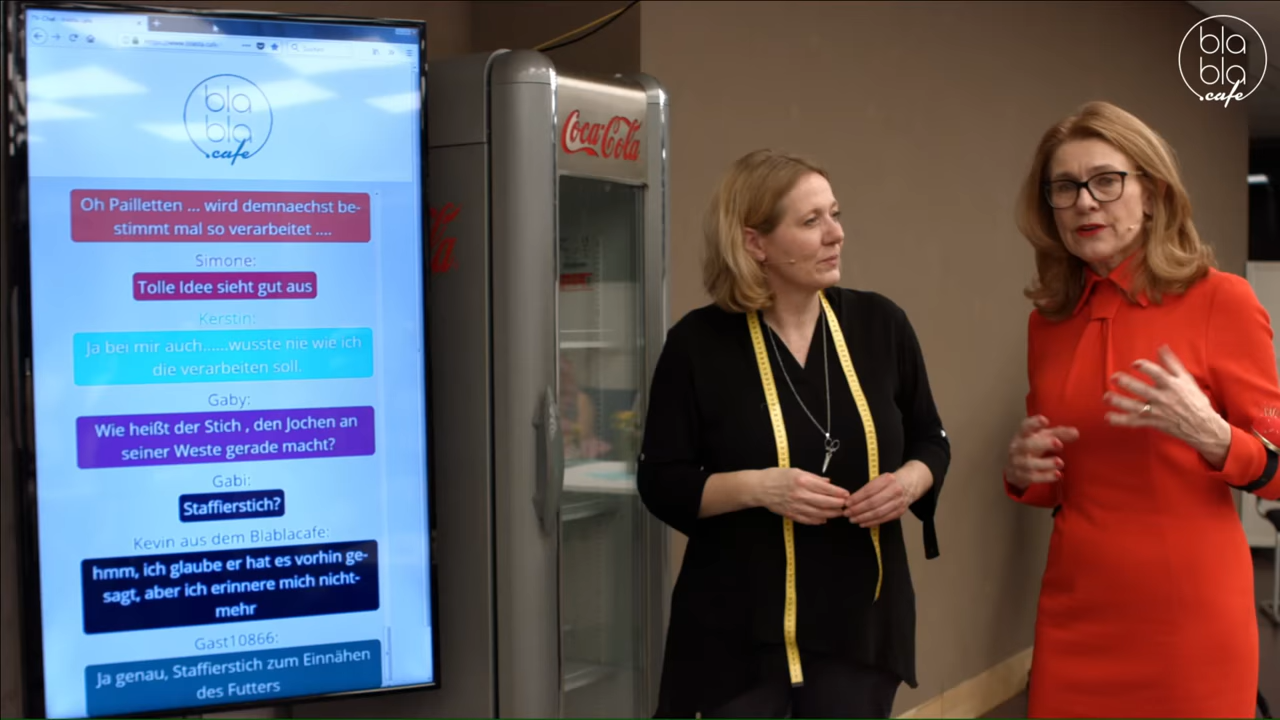 bla
bla
.cafe
Oh Pailletten ... wird demnaechst be-
stimmt mal so verarbeitet ....
Simone:
Tolle Idee sieht gut aus
Kerstin:
Ja bei mir auch......wusste nie wie ich
die verarbeiten soll.
Gaby:
Wie heißt der Stich , den Jochen an
seiner Weste gerade macht?
Gabi:
Staffierstich?
Kevin aus dem Blablacafe:
hmm, ich glaube er hat es vorhin ge-
sagt, aber ich erinnere mich nicht-
mehr
Gast10866:
Ja genau, Staffierstich zum Einnähen
des Futters
Coca-Cola
bla
bla
.cafe